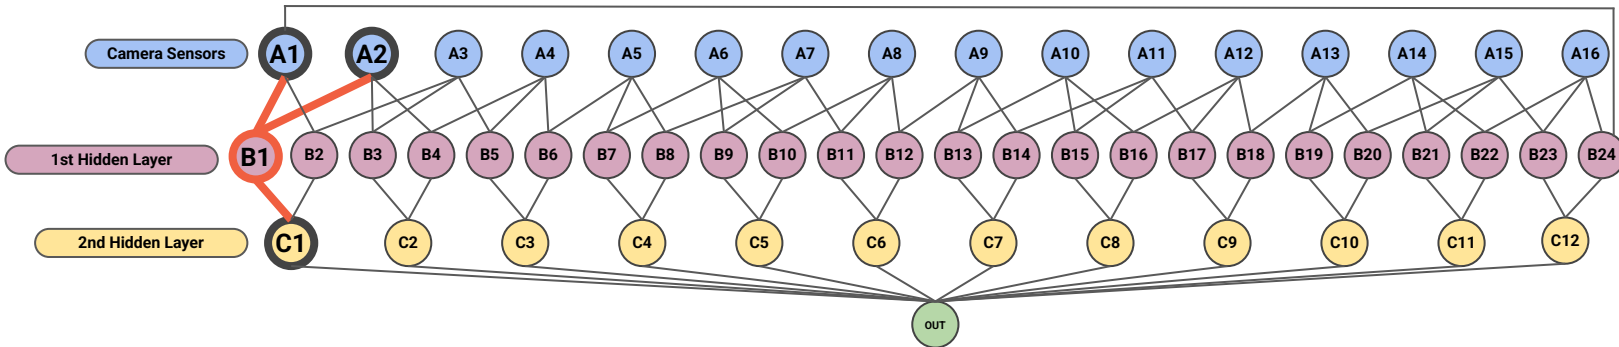 Camera Sensors A1 A2 A3 A4 A5 A6 A7 A8 A9 A10 A11 A12 A13 A14 A15 A16
1st Hidden Layer B1 B2 B3 B4 B5 B6 B7 B8 B9 B10 B11 B12 B13 B14 B15 B16 B17 B18 B19 B20 B21 B22 B23 B24
2nd Hidden Layer C1 C2 C3 C4 C5 C6 C7 C8 C9 C10 C11 C12
OUT